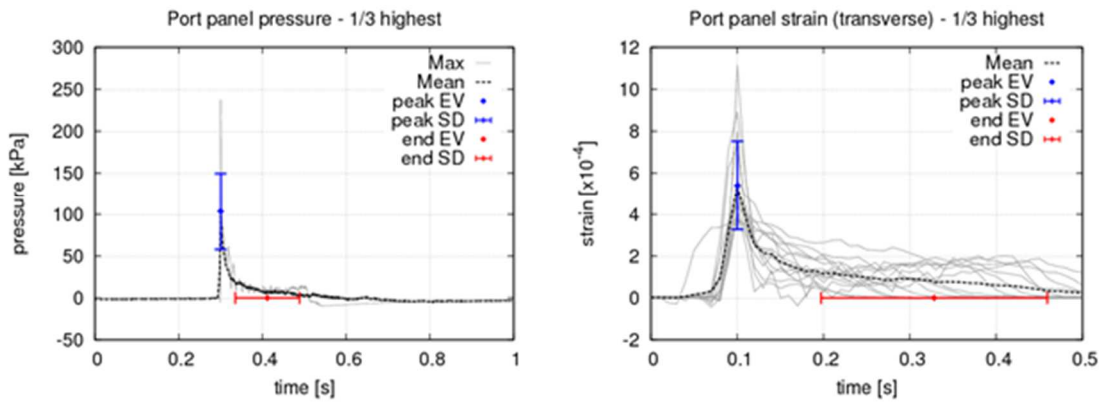 Port panel pressure - 1/3 highest
300
250
200
150
100
50
0
-50
pressure [kPa]
Max
Mean
peak EV
peak SD
end EV
end SD
0
0.2
0.4
0.6
0.8
1
time [s]
Port panel strain (transverse) - 1/3 highest
12
10
8
6
4
2
0
-2
strain [x10-4]
Mean
peak EV
peak SD
end EV
end SD
0
0.1
0.2
0.3
0.4
0.5
time [s]